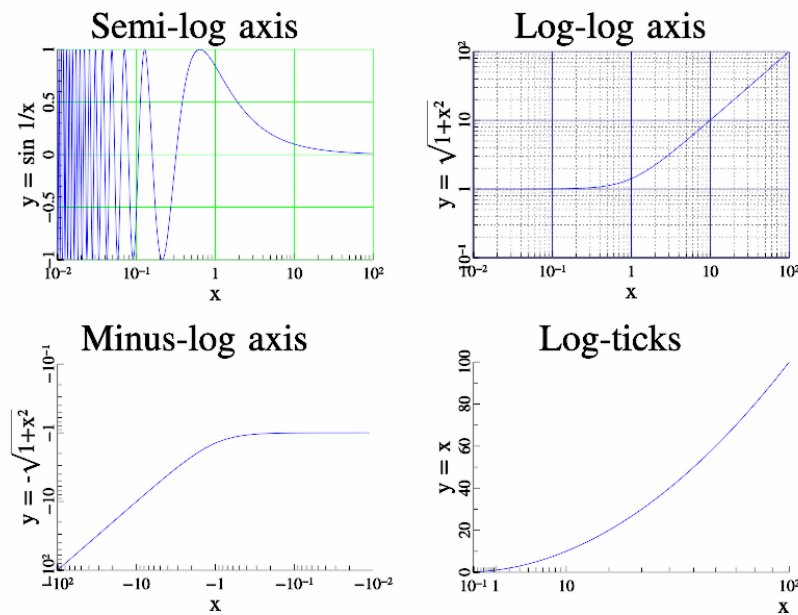 Semi-log axis
1
0.5
0
−0.5
−1
y = sin 1/x
10⁻² 10⁻¹ 1 10 10²
x
Log-log axis
10²
10
1
10⁻¹
y = √1+x²
10⁻² 10⁻¹ 1 10 10²
x
Minus-log axis
−10⁻¹
−1
−10
−10²
y = -√1+x²
−10² −10 −1 −10⁻¹ −10⁻²
x
Log-ticks
100
80
60
40
20
0
y = x
10⁻¹ 1 10 10²
x